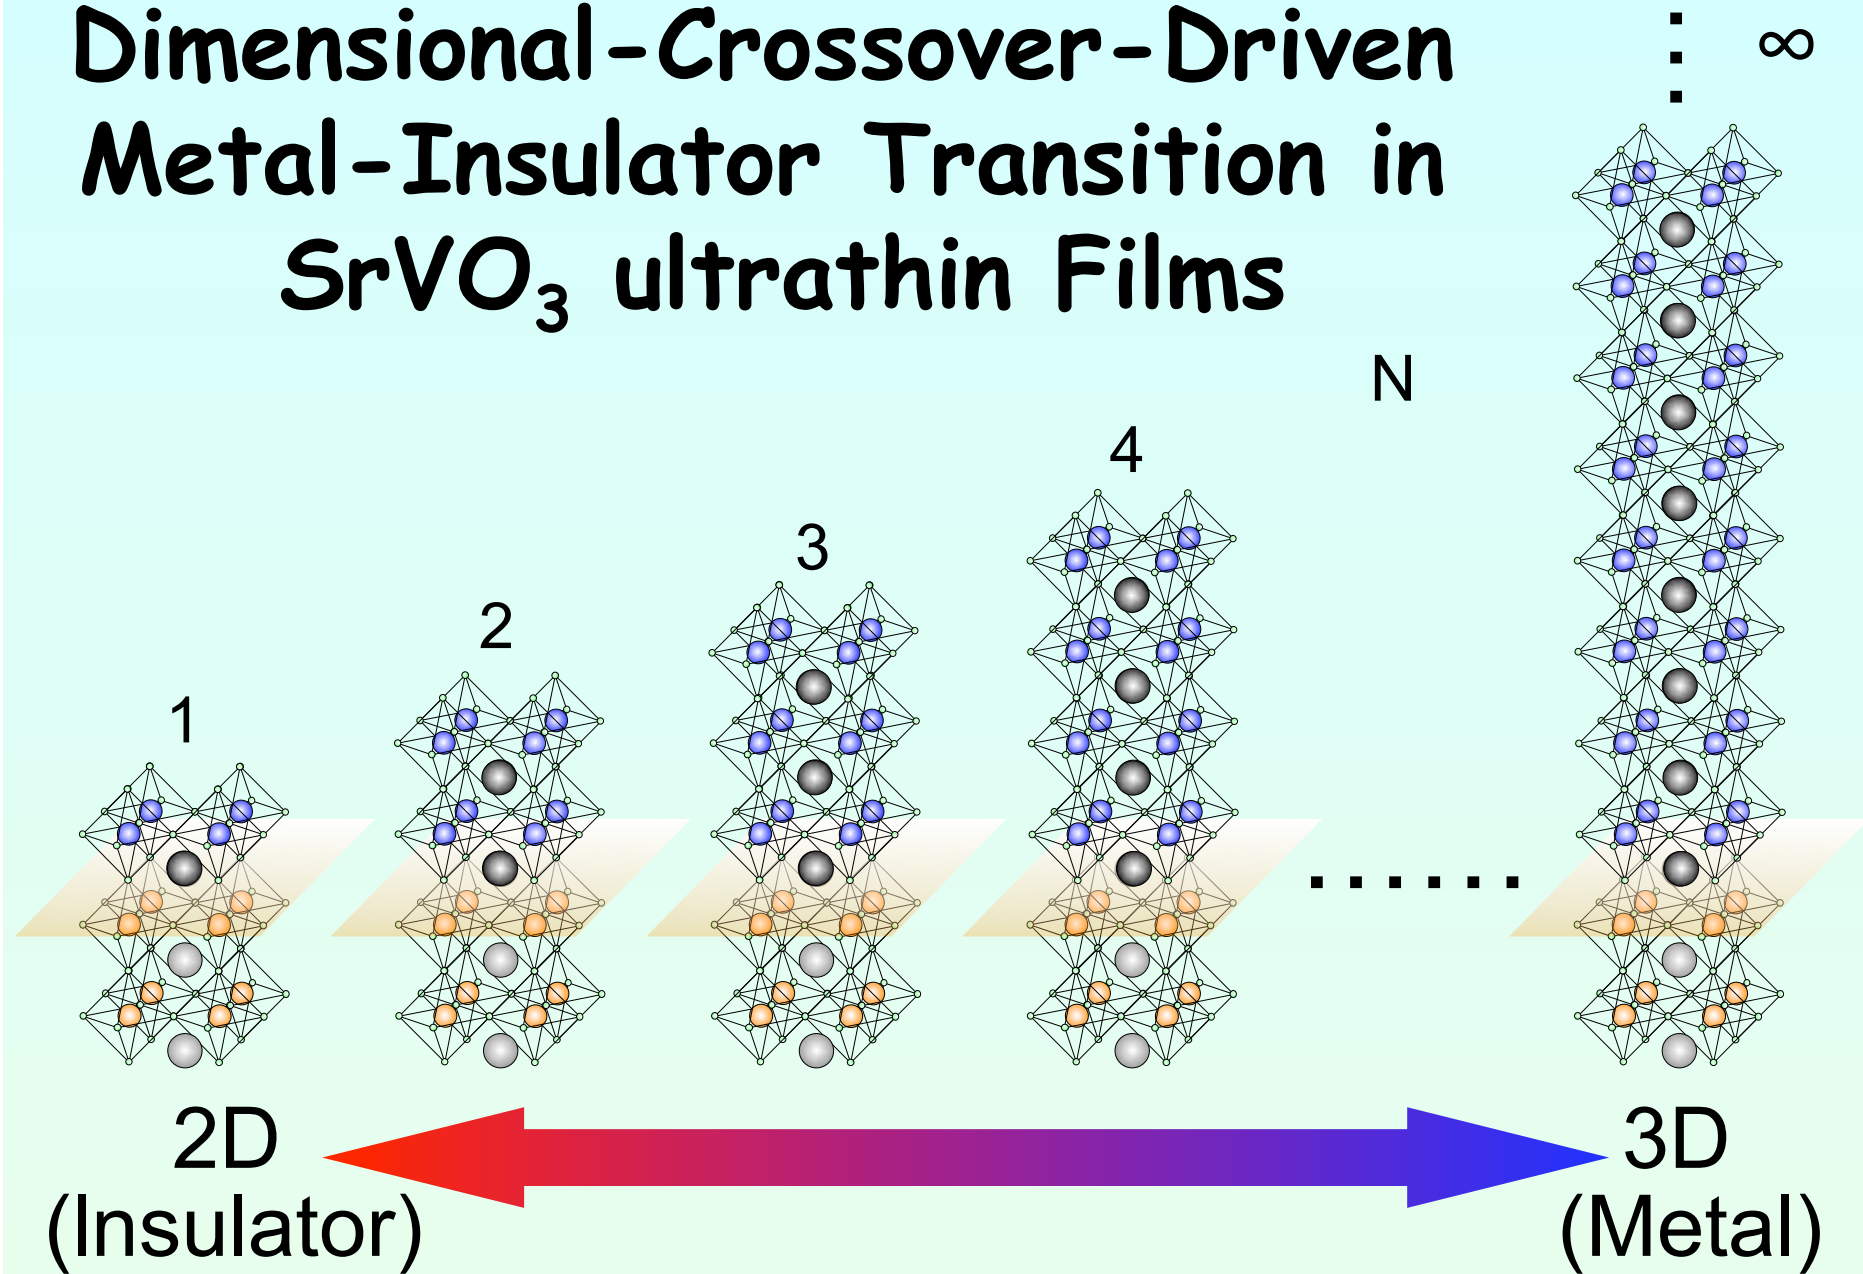 Dimensional-Crossover-Driven
Metal-Insulator Transition in
SrVO₃ ultrathin Films
∞
N
4
3
2
1
2D
(Insulator)
3D
(Metal)